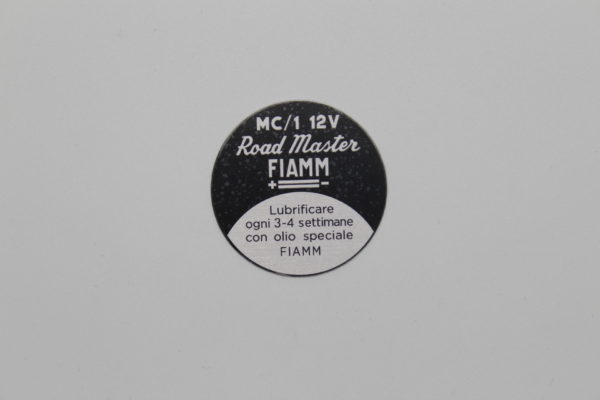 MC/1 12V
Road Master
FIAMM
+ −
Lubrificare
ogni 3-4 settimane
con olio speciale
FIAMM